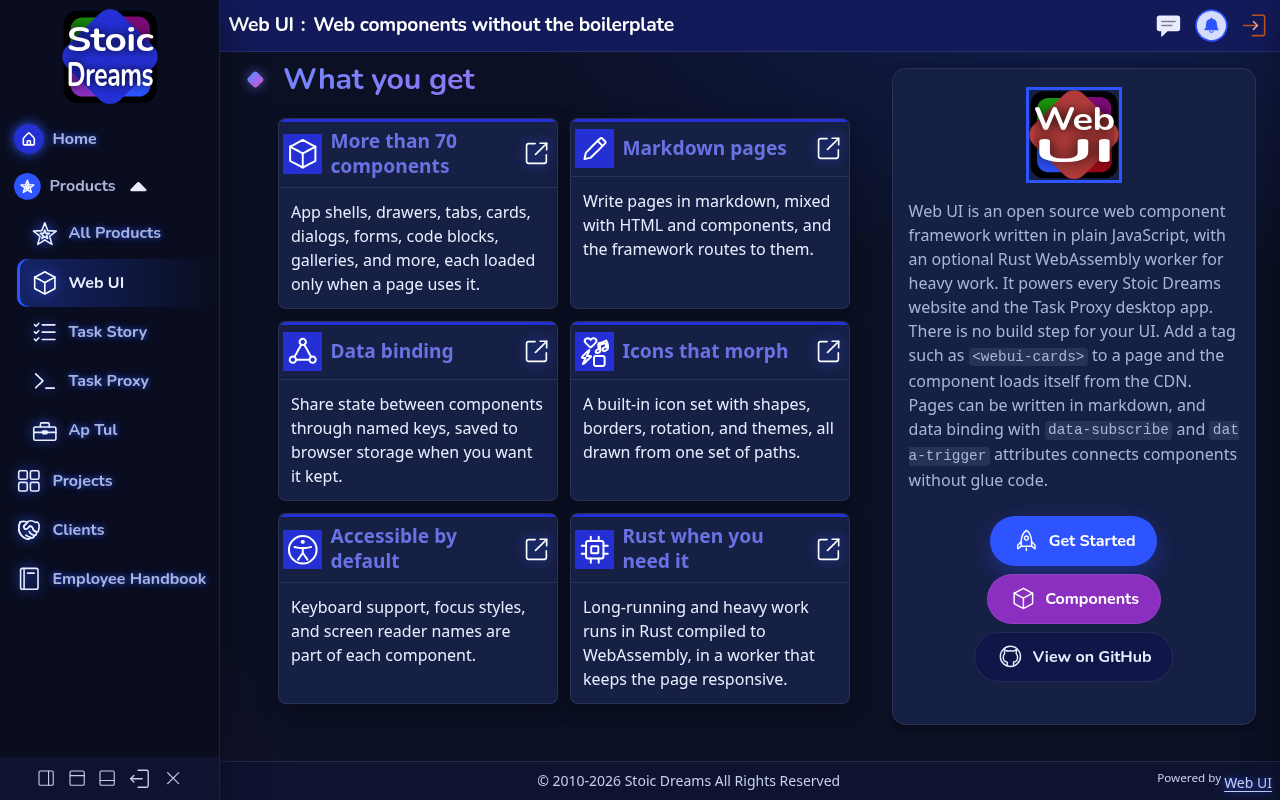 Stoic
Dreams
Home
Products
All Products
Web UI
Task Story
Task Proxy
Ap Tul
Projects
Clients
Employee Handbook
Web UI : Web components without the boilerplate
What you get
More than 70
components
App shells, drawers, tabs, cards,
dialogs, forms, code blocks,
galleries, and more, each loaded
only when a page uses it.
Markdown pages
Write pages in markdown, mixed
with HTML and components, and
the framework routes to them.
Data binding
Share state between components
through named keys, saved to
browser storage when you want
it kept.
Icons that morph
A built-in icon set with shapes,
borders, rotation, and themes, all
drawn from one set of paths.
Accessible by
default
Keyboard support, focus styles,
and screen reader names are
part of each component.
Rust when you
need it
Long-running and heavy work
runs in Rust compiled to
WebAssembly, in a worker that
keeps the page responsive.
Web
UI
Web UI is an open source web component
framework written in plain JavaScript, with
an optional Rust WebAssembly worker for
heavy work. It powers every Stoic Dreams
website and the Task Proxy desktop app.
There is no build step for your UI. Add a tag
such as <webui-cards> to a page and the
component loads itself from the CDN.
Pages can be written in markdown, and
data binding with data-subscribe and dat
a-trigger attributes connects components
without glue code.
Get Started
Components
View on GitHub
© 2010-2026 Stoic Dreams All Rights Reserved
Powered by Web UI